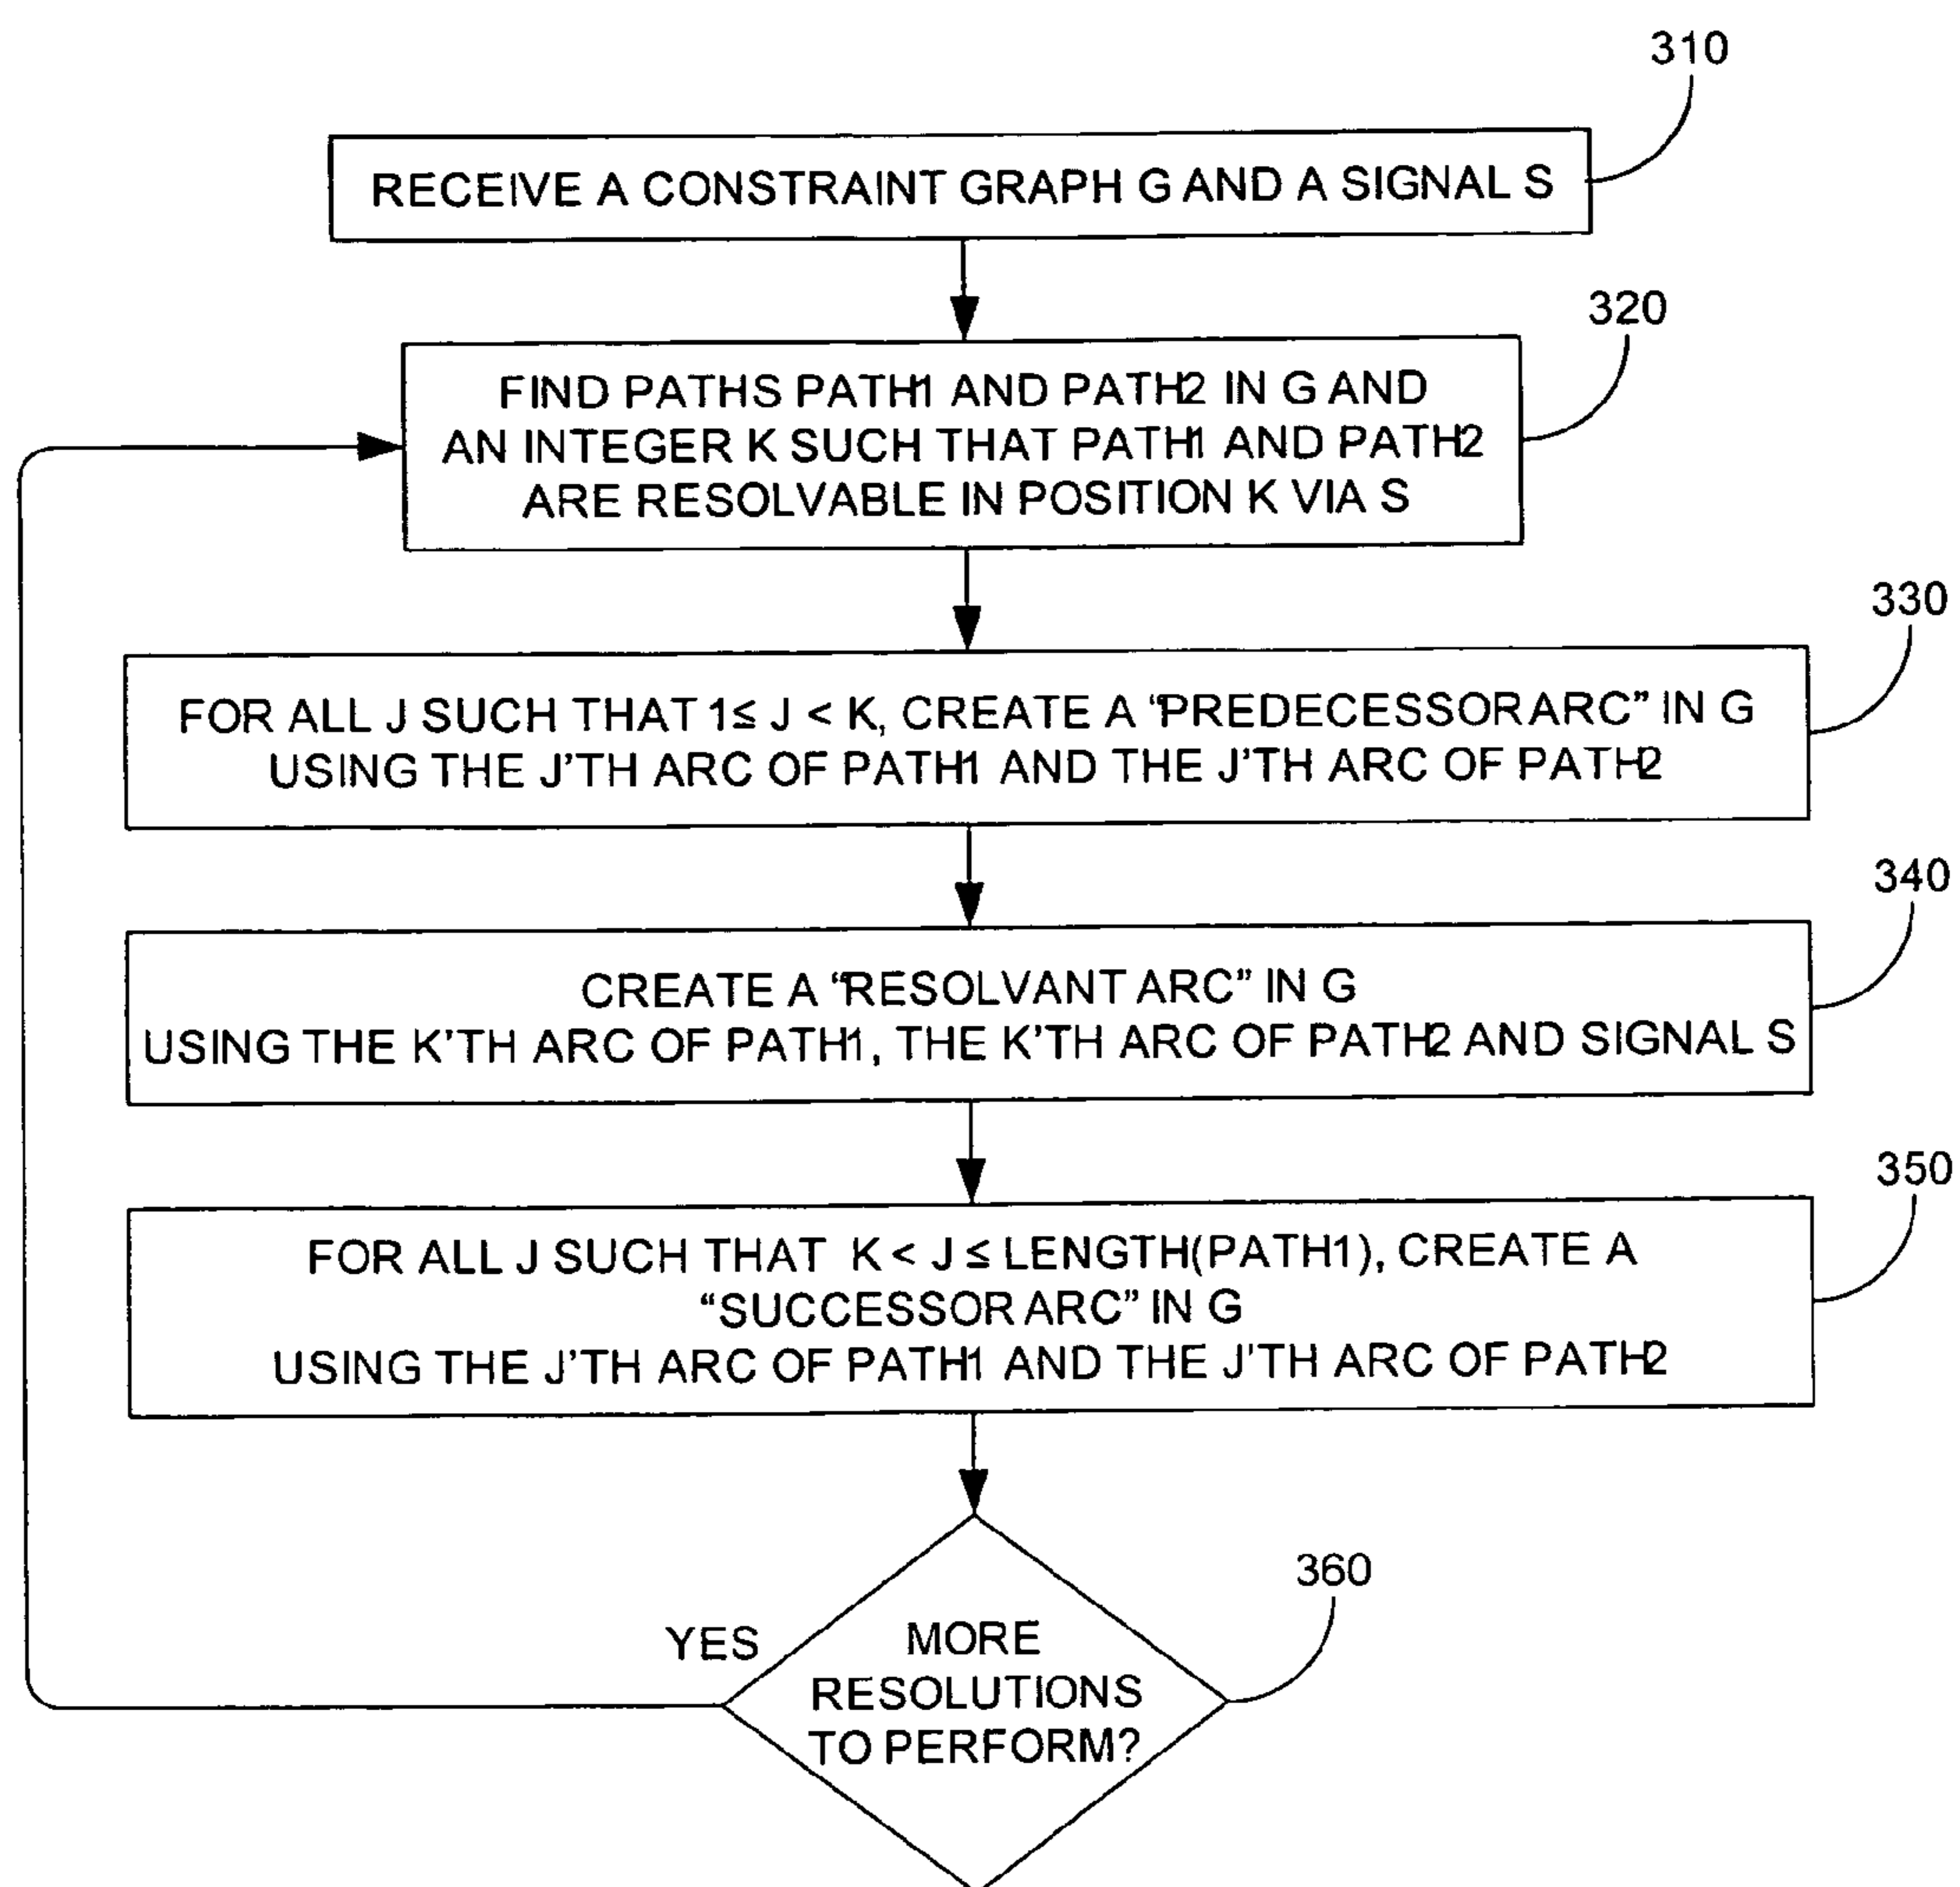 310
RECEIVE A CONSTRAINT GRAPH G AND A SIGNAL S
320
FIND PATHS PATH1 AND PATH2 IN G AND
AN INTEGER K SUCH THAT PATH1 AND PATH2
ARE RESOLVABLE IN POSITION K VIA S
330
FOR ALL J SUCH THAT 1≤ J < K, CREATE A “PREDECESSOR ARC” IN G
USING THE J’TH ARC OF PATH1 AND THE J’TH ARC OF PATH2
340
CREATE A “RESOLVANT ARC” IN G
USING THE K’TH ARC OF PATH1, THE K’TH ARC OF PATH2 AND SIGNAL S
350
FOR ALL J SUCH THAT K < J ≤ LENGTH(PATH1), CREATE A
“SUCCESSOR ARC” IN G
USING THE J’TH ARC OF PATH1 AND THE J’TH ARC OF PATH2
360
YES
MORE
RESOLUTIONS
TO PERFORM?